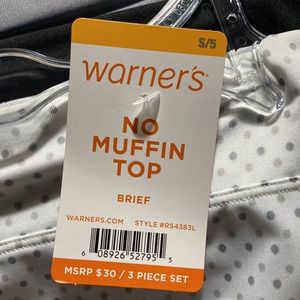 S/5
warner's®
NO
MUFFIN
TOP
BRIEF
WARNERS.COM STYLE #RS4383L
6 08926 52795 5
MSRP $30 / 3 PIECE SET